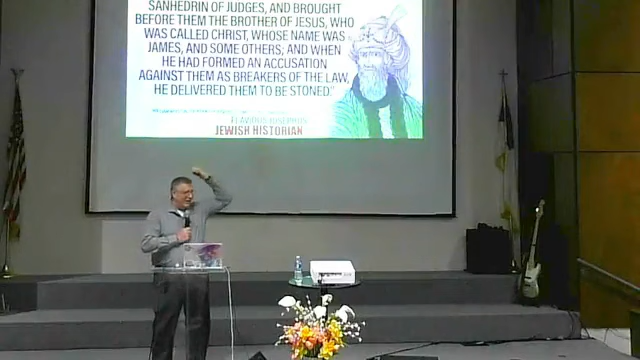 SANHEDRIN OF JUDGES, AND BROUGHT
BEFORE THEM THE BROTHER OF JESUS, WHO
WAS CALLED CHRIST, WHOSE NAME WAS
JAMES, AND SOME OTHERS; AND WHEN
HE HAD FORMED AN ACCUSATION
AGAINST THEM AS BREAKERS OF THE LAW,
HE DELIVERED THEM TO BE STONED."
FLAVIOUS JOSEPHUS
JEWISH HISTORIAN